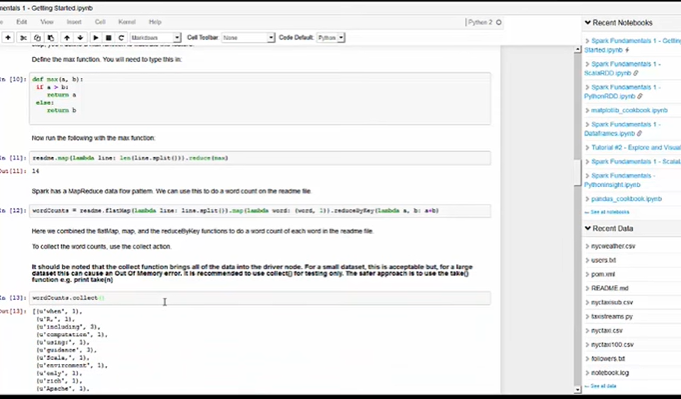 mentals 1 - Getting Started.ipynb
Edit View Insert Cell Kernel Help
Python 2
Markdown Cell Toolbar: None Code Default: Python
Define the max function. You will need to type this in:
In [10]: def max(a, b):
if a > b:
return a
else:
return b
Now run the following with the max function:
In [11]: readme.map(lambda line: len(line.split())).reduce(max)
Out[11]: 14
Spark has a MapReduce data flow pattern. We can use this to do a word count on the readme file.
In [12]: wordCounts = readme.flatMap(lambda line: line.split()).map(lambda word: (word, 1)).reduceByKey(lambda a, b: a+b)
Here we combined the flatMap, map, and the reduceByKey functions to do a word count of each word in the readme file.
To collect the word counts, use the collect action.
It should be noted that the collect function brings all of the data into the driver node. For a small dataset, this is acceptable but, for a large
dataset this can cause an Out Of Memory error. It is recommended to use collect() for testing only. The safer approach is to use the take()
function e.g. print take(n)
In [13]: wordCounts.collect()
Out[13]: [(u'when', 1),
(u'R,', 1),
(u'including', 3),
(u'computation', 1),
(u'using:', 1),
(u'guidance', 3),
(u'Scala,', 1),
(u'environment', 1),
(u'only', 1),
(u'rich', 1),
(u'Apache', 1),
Recent Notebooks
Spark Fundamentals 1 - Getting
Started.ipynb
Spark Fundamentals 1 -
ScalaRDD.ipynb
Spark Fundamentals 1 -
PythonRDD.ipynb
matplotlib_cookbook.ipynb
Spark Fundamentals 1 -
Dataframes.ipynb
Tutorial #2 - Explore and Visual
Spark Fundamentals 1 - Scala
Spark Fundamentals 1 -
PythonInsight.ipynb
pandas_cookbook.ipynb
See all notebooks
Recent Data
nycweather.csv
users.txt
pom.xml
README.md
nyctaxisub.csv
taxistreams.py
nyctaxi.csv
nyctaxi100.csv
followers.txt
notebook.log
See all data